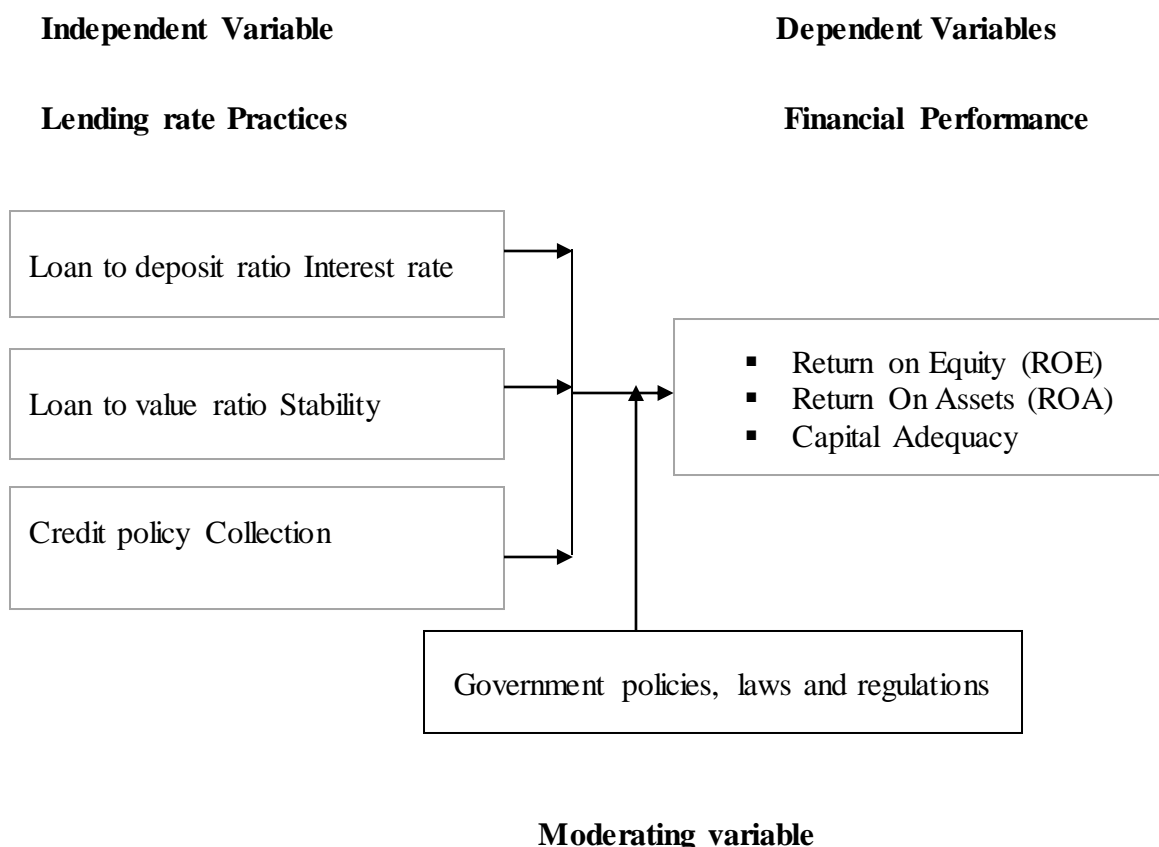 Independent Variable
Dependent Variables
Lending rate Practices
Financial Performance
Loan to deposit ratio Interest rate
Loan to value ratio Stability
Credit policy Collection
▪ Return on Equity (ROE)
▪ Return On Assets (ROA)
▪ Capital Adequacy
Government policies, laws and regulations
Moderating variable